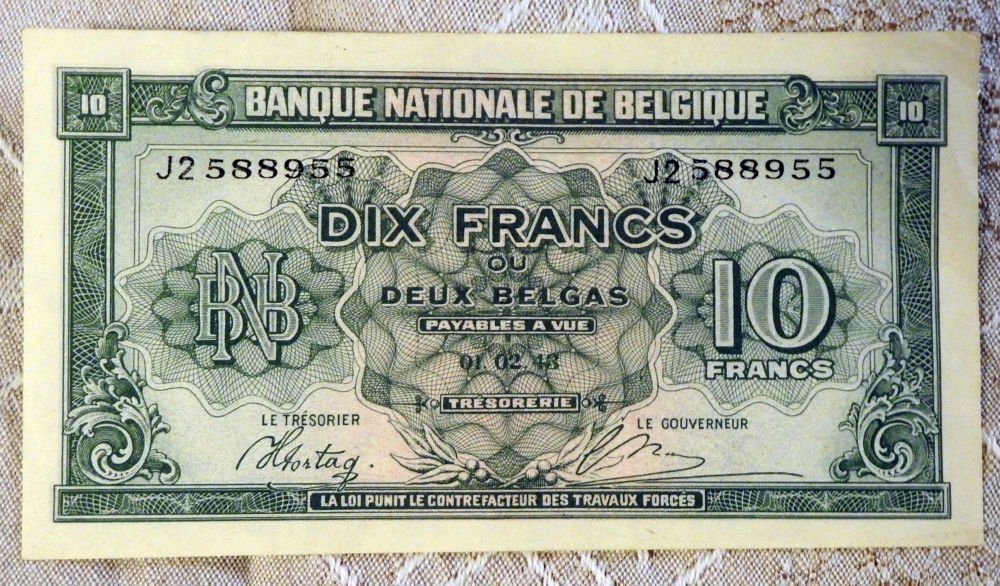 10 BANQUE NATIONALE DE BELGIQUE 10
J2 588955 J2 588955
DIX FRANCS
OU
DEUX BELGAS
PAYABLES A VUE
01.02.43
TRÉSORERIE
BNB
10
FRANCS
LE TRÉSORIER LE GOUVERNEUR
LA LOI PUNIT LE CONTREFACTEUR DES TRAVAUX FORCÉS